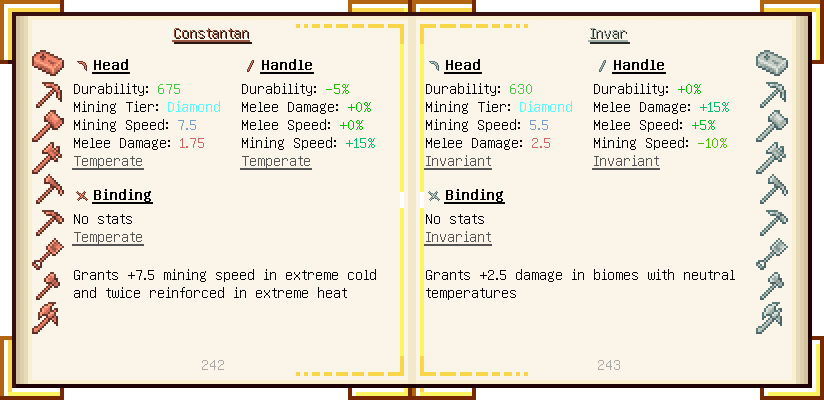 Constantan
Head
Durability: 675
Mining Tier: Diamond
Mining Speed: 7.5
Melee Damage: 1.75
Temperate
Handle
Durability: -5%
Melee Damage: +0%
Melee Speed: +0%
Mining Speed: +15%
Temperate
Binding
No stats
Temperate
Grants +7.5 mining speed in extreme cold
and twice reinforced in extreme heat
242
Invar
Head
Durability: 630
Mining Tier: Diamond
Mining Speed: 5.5
Melee Damage: 2.5
Invariant
Handle
Durability: +0%
Melee Damage: +15%
Melee Speed: +5%
Mining Speed: -10%
Invariant
Binding
No stats
Invariant
Grants +2.5 damage in biomes with neutral
temperatures
243